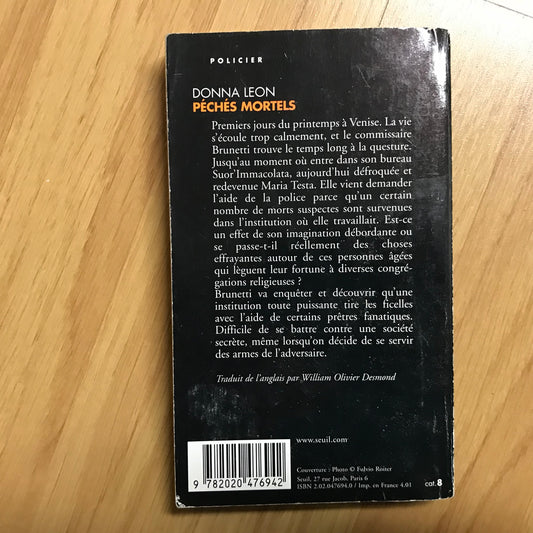 POLICIER
DONNA LEON
PÉCHÉS MORTELS
Premiers jours du printemps à Venise. La vie
s'écoule trop calmement, et le commissaire
Brunetti trouve le temps long à la questure.
Jusqu'au moment où entre dans son bureau
Suor'Immacolata, aujourd'hui défroquée et
redevenue Maria Testa. Elle vient demander
l'aide de la police parce qu'un certain
nombre de morts suspectes sont survenues
dans l'institution où elle travaillait. Est-ce
un effet de son imagination débordante ou
se passe-t-il réellement des choses
effrayantes autour de ces personnes âgées
qui lèguent leur fortune à diverses congré-
gations religieuses ?
Brunetti va enquêter et découvrir qu'une
institution toute puissante tire les ficelles
avec l'aide de certains prêtres fanatiques.
Difficile de se battre contre une société
secrète, même lorsqu'on décide de se servir
des armes de l'adversaire.
Traduit de l'anglais par William Olivier Desmond
www.seuil.com
Couverture : Photo © Fulvio Roiter
Seuil, 27 rue Jacob, Paris 6
ISBN 2.02.047694.0 / Imp. en France 4.01
cat. 8
9 782020 476942